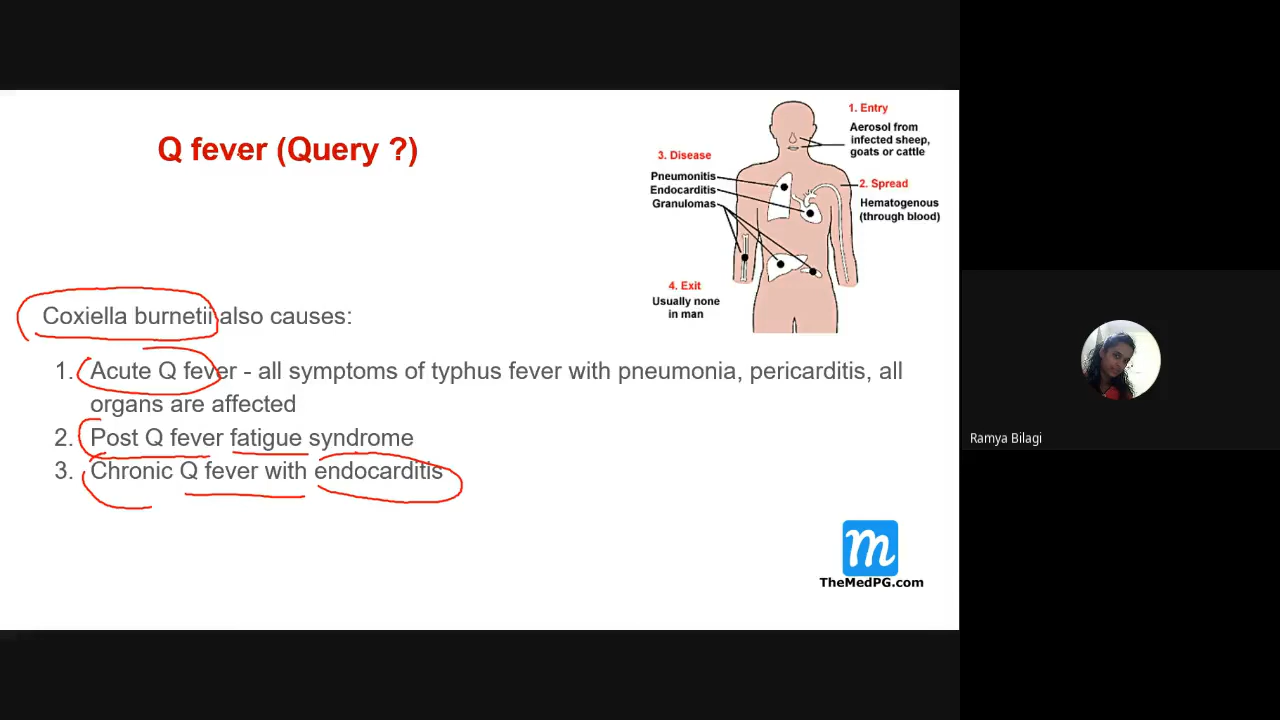 Q fever (Query ?)
1. Entry
Aerosol from
infected sheep,
goats or cattle
3. Disease
Pneumonitis
Endocarditis
Granulomas
2. Spread
Hematogenous
(through blood)
4. Exit
Usually none
in man
Coxiella burnetii also causes:
1. Acute Q fever - all symptoms of typhus fever with pneumonia, pericarditis, all
organs are affected
2. Post Q fever fatigue syndrome
3. Chronic Q fever with endocarditis
m
TheMedPG.com
Ramya Bilagi